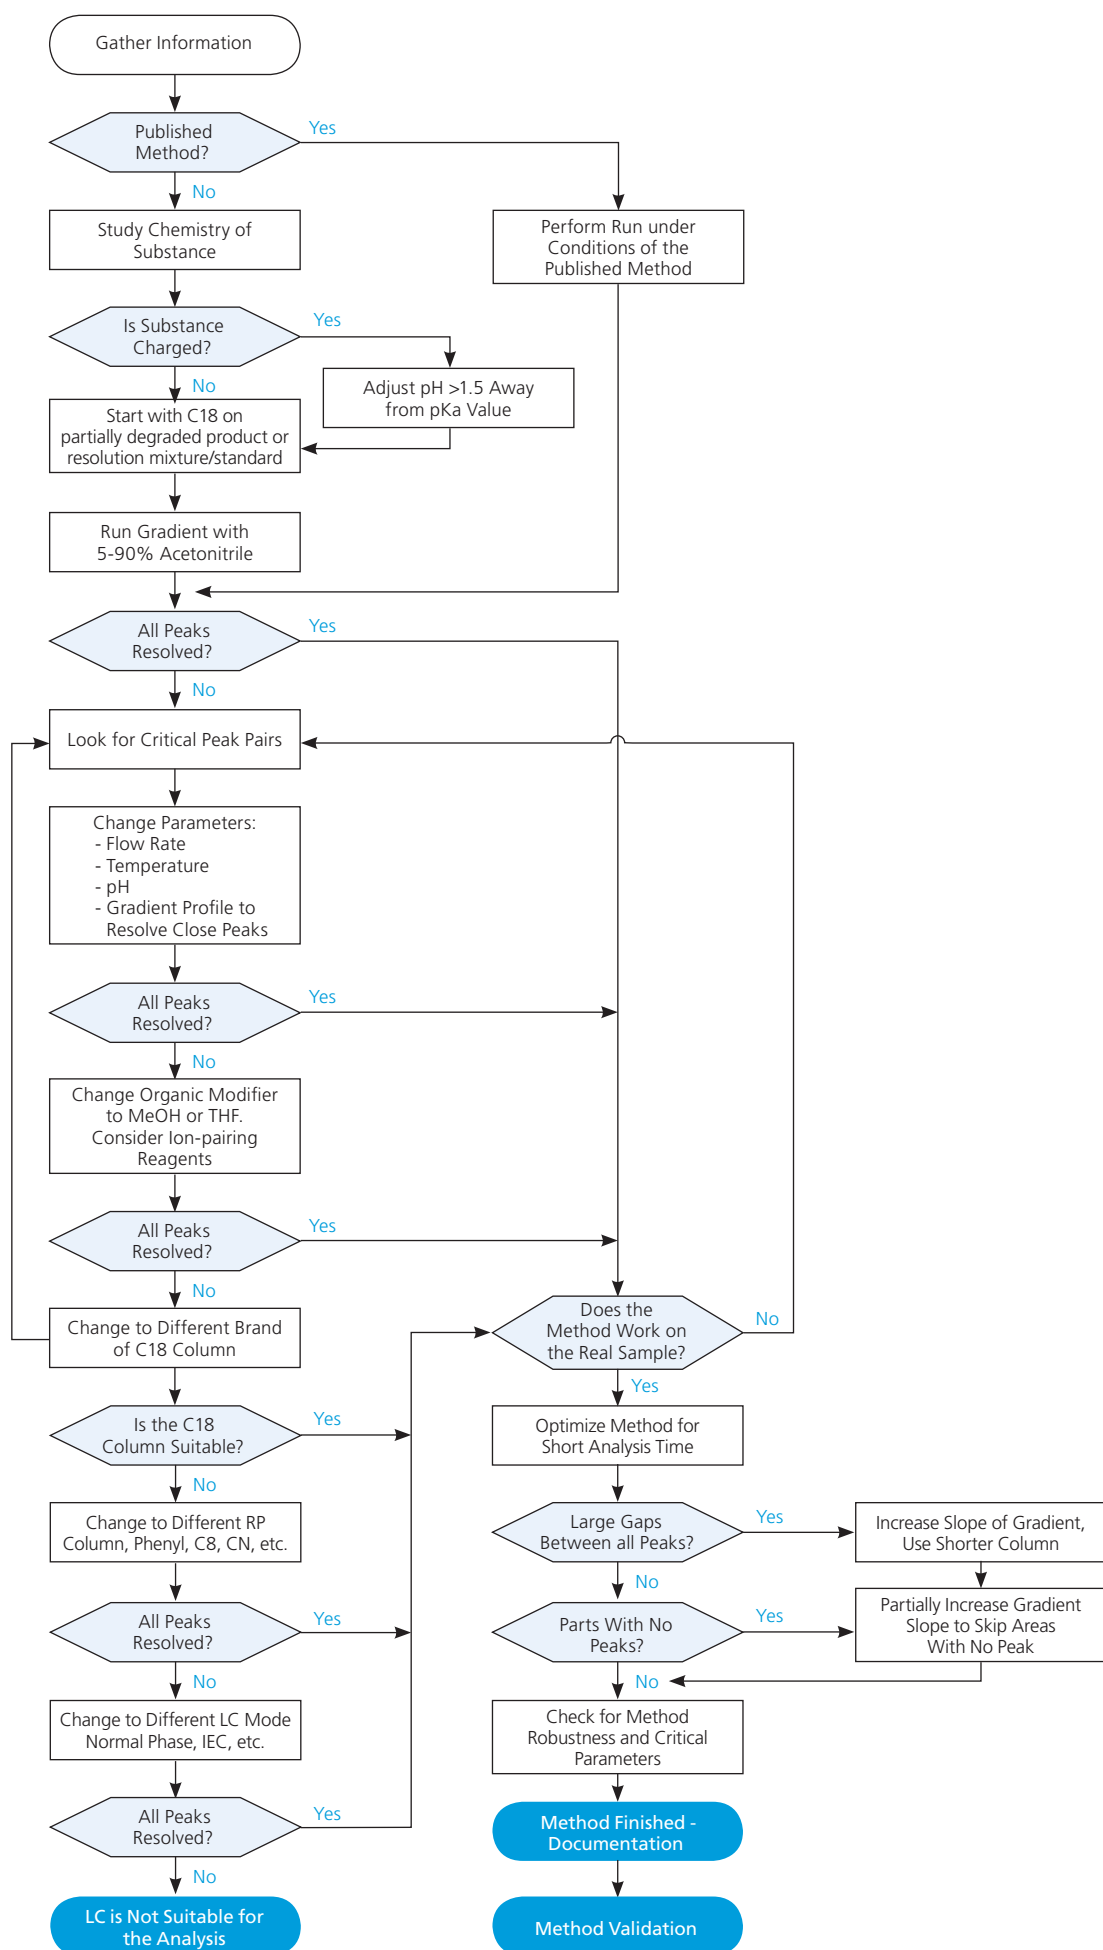 Gather Information
Published
Method?
Yes
No
Study Chemistry of
Substance
Perform Run under
Conditions of the
Published Method
Is Substance
Charged?
Yes
No
Adjust pH >1.5 Away
from pKa Value
Start with C18 on
partially degraded product or
resolution mixture/standard
Run Gradient with
5-90% Acetonitrile
All Peaks
Resolved?
Yes
No
Look for Critical Peak Pairs
Change Parameters:
- Flow Rate
- Temperature
- pH
- Gradient Profile to
Resolve Close Peaks
All Peaks
Resolved?
Yes
No
Change Organic Modifier
to MeOH or THF.
Consider Ion-pairing
Reagents
All Peaks
Resolved?
Yes
No
Change to Different Brand
of C18 Column
Is the C18
Column Suitable?
Yes
No
Change to Different RP
Column, Phenyl, C8, CN, etc.
All Peaks
Resolved?
Yes
No
Change to Different LC Mode
Normal Phase, IEC, etc.
All Peaks
Resolved?
Yes
No
LC is Not Suitable for
the Analysis
Does the
Method Work on
the Real Sample?
No
Yes
Optimize Method for
Short Analysis Time
Large Gaps
Between all Peaks?
Yes
No
Increase Slope of Gradient,
Use Shorter Column
Parts With No
Peaks?
Yes
No
Partially Increase Gradient
Slope to Skip Areas
With No Peak
Check for Method
Robustness and Critical
Parameters
Method Finished -
Documentation
Method Validation